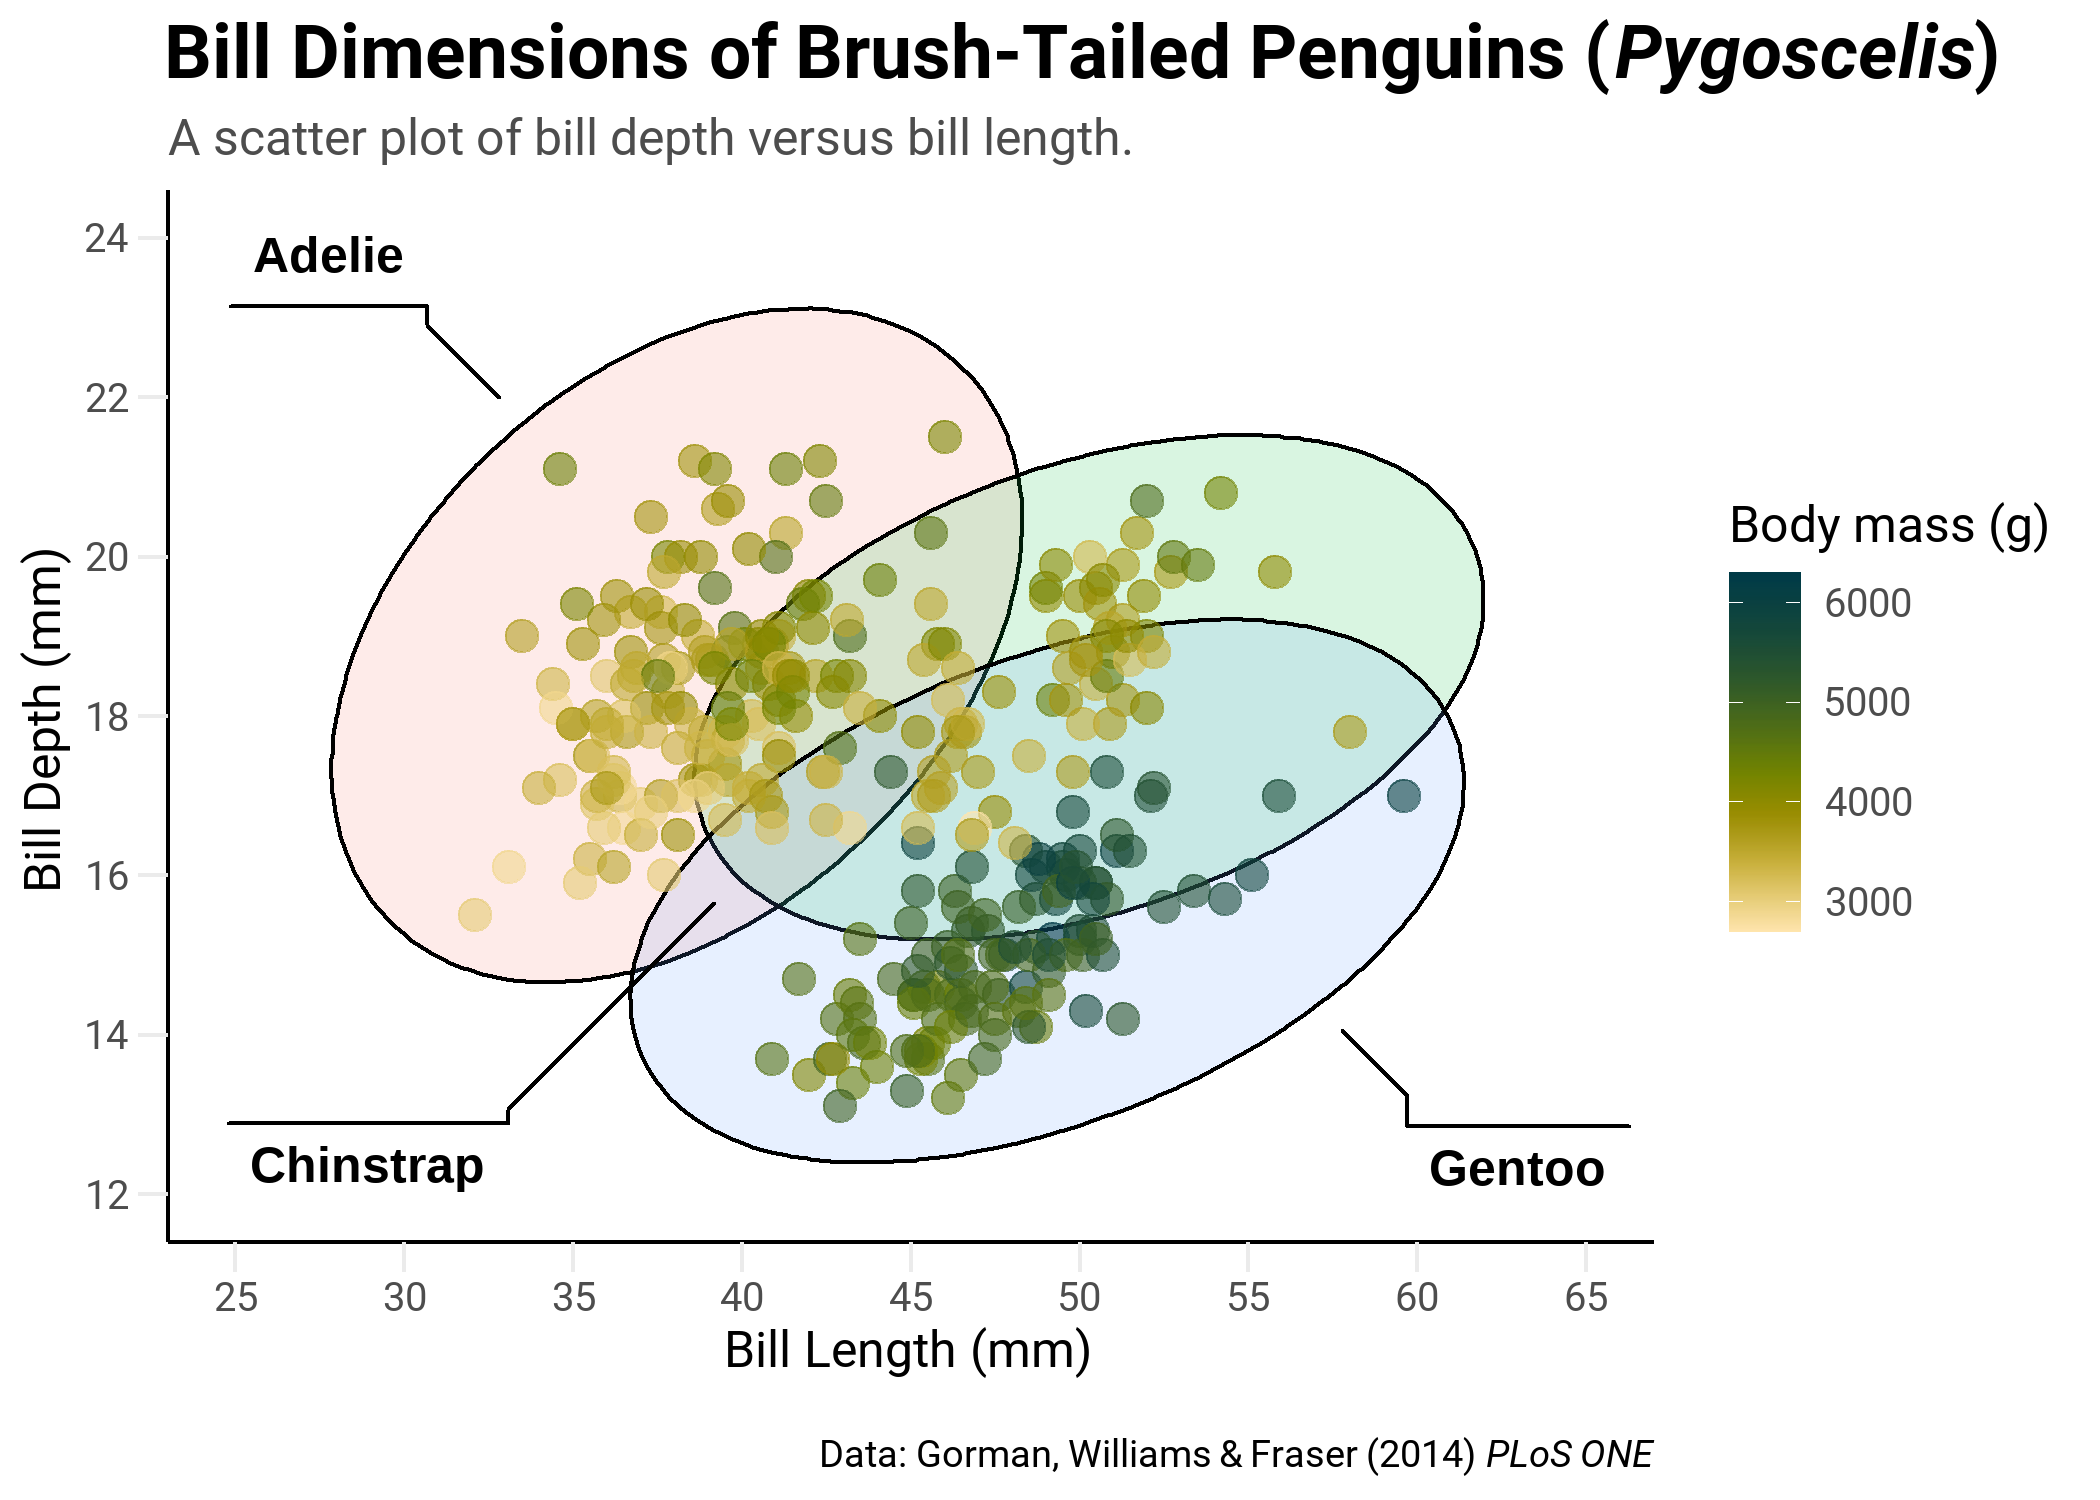 Bill Dimensions of Brush-Tailed Penguins (Pygoscelis)
A scatter plot of bill depth versus bill length.
24
22
20
18
16
14
12
Bill Depth (mm)
Adelie
Chinstrap
Gentoo
Body mass (g)
6000
5000
4000
3000
25 30 35 40 45 50 55 60 65
Bill Length (mm)
Data: Gorman, Williams & Fraser (2014) PLoS ONE